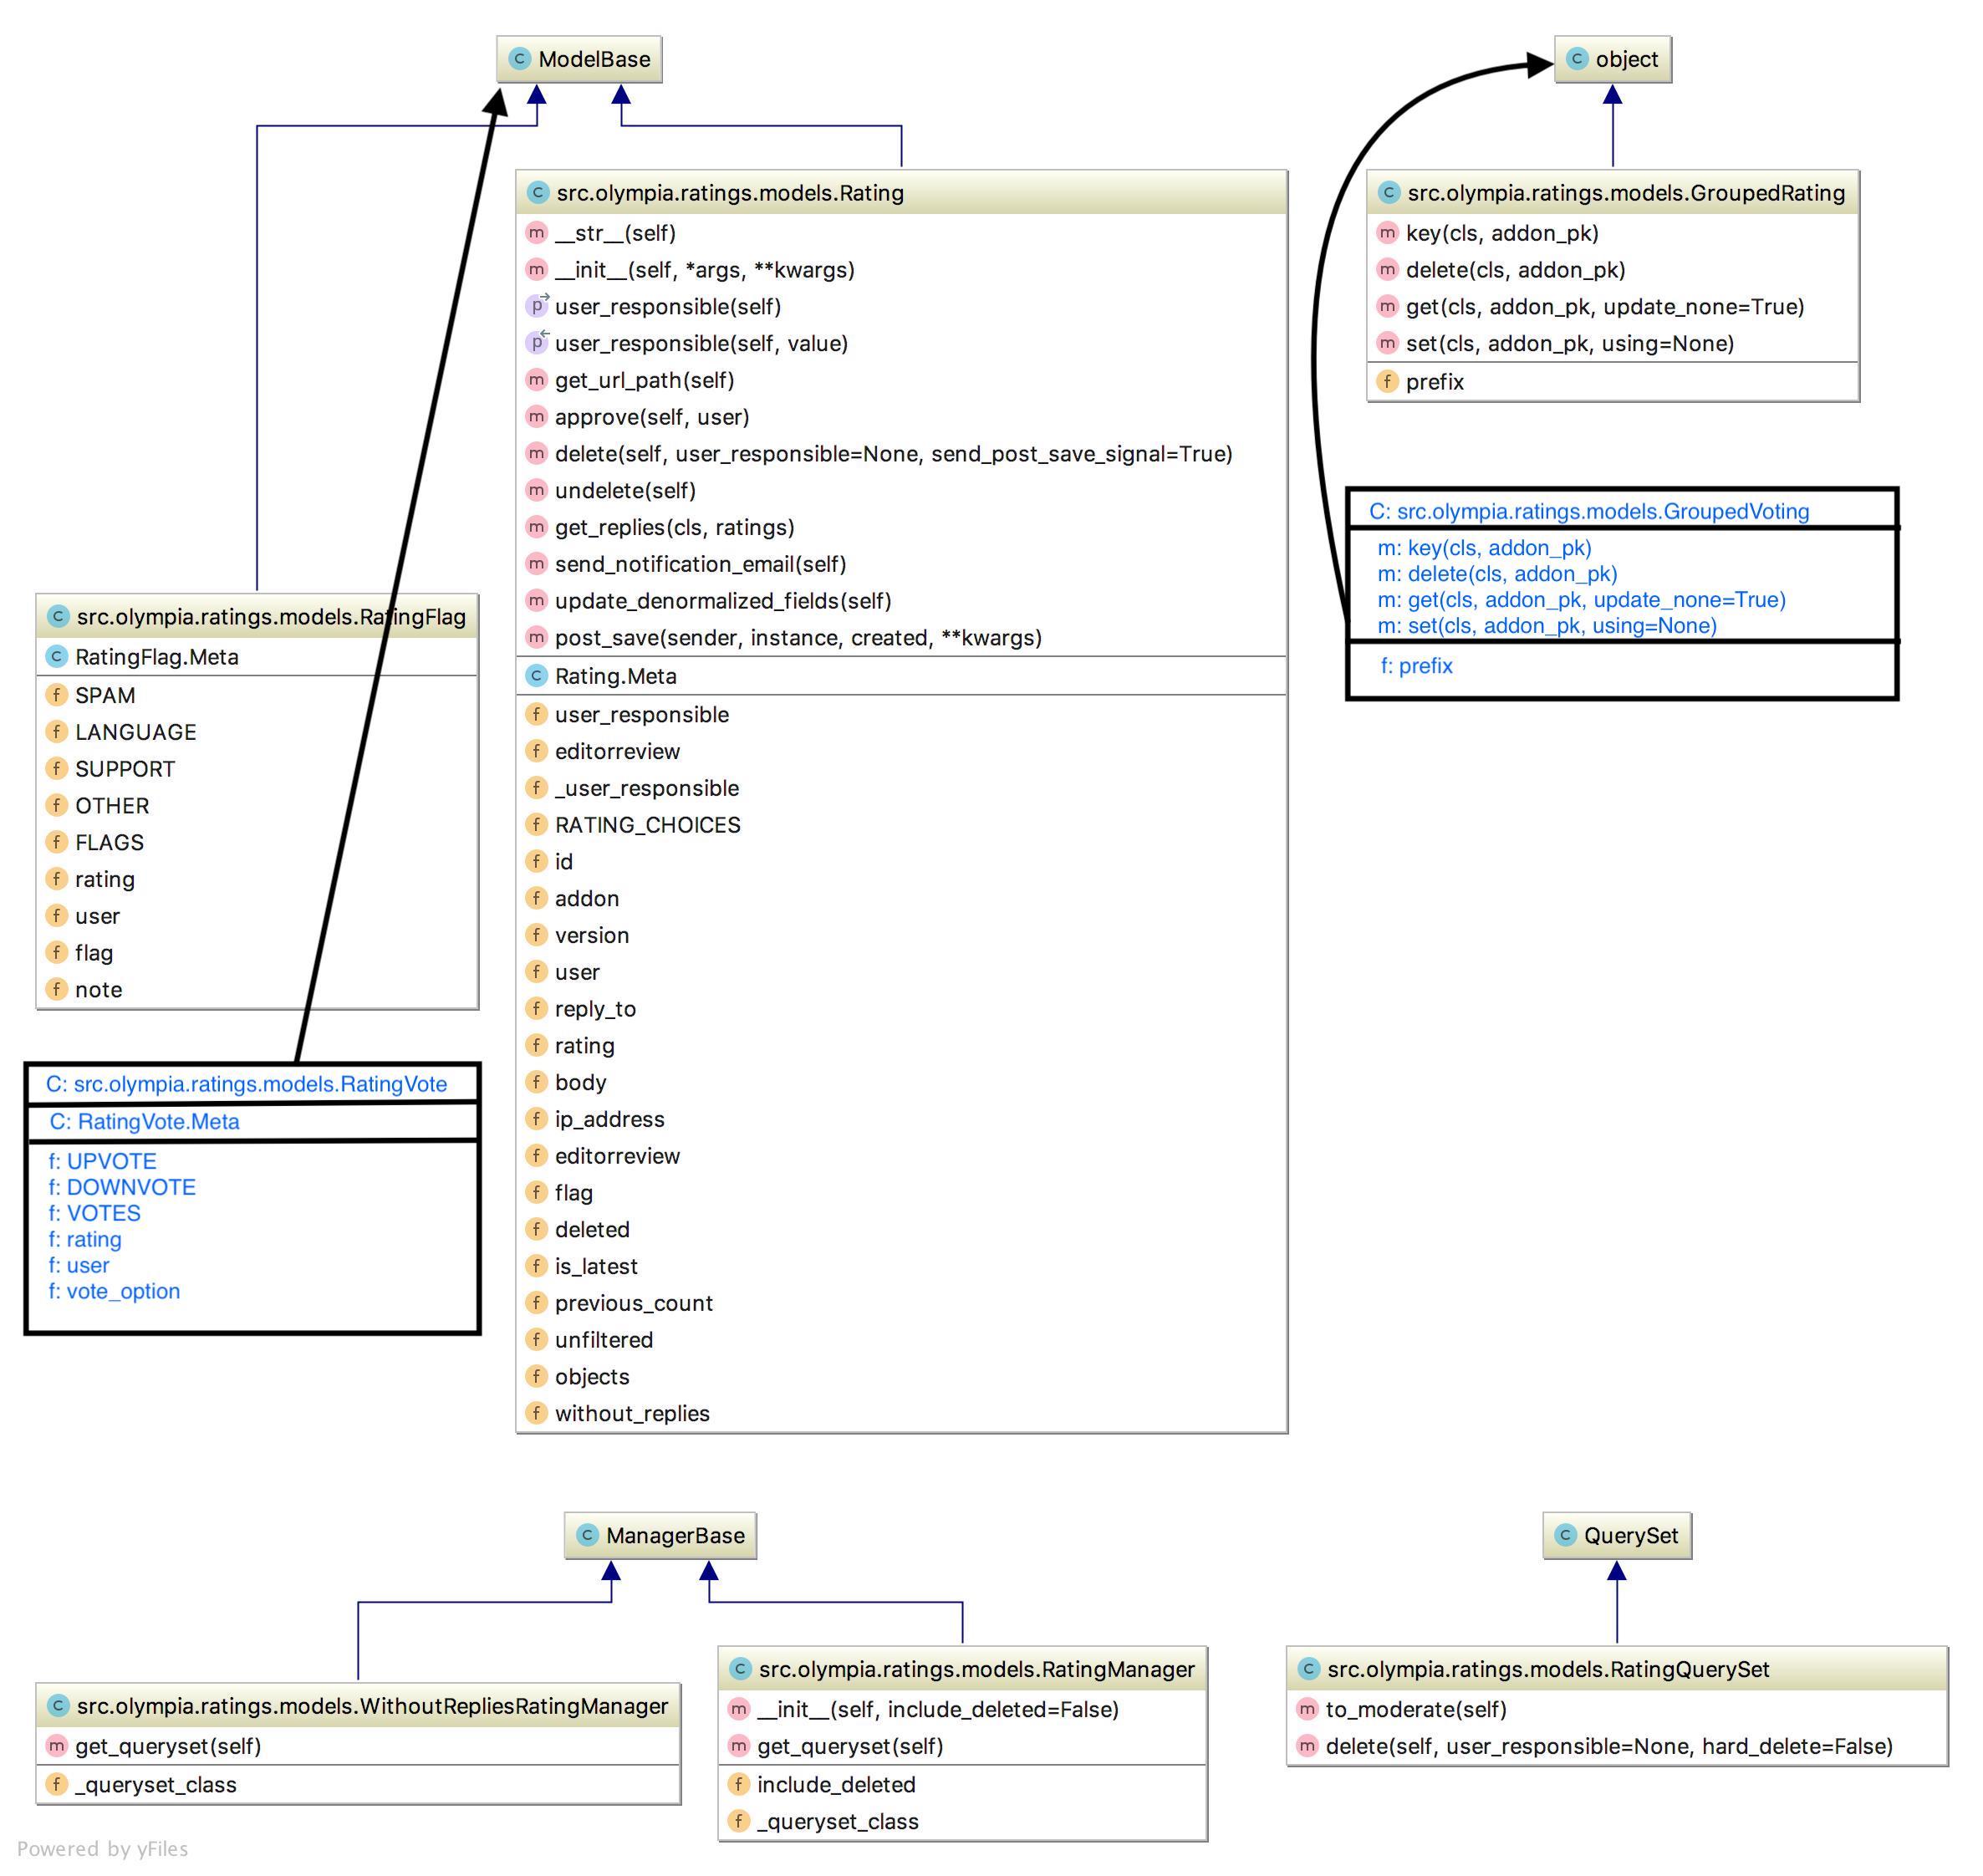 C ModelBase
C object
C src.olympia.ratings.models.Rating
m __str__(self)
m __init__(self, *args, **kwargs)
p user_responsible(self)
p user_responsible(self, value)
m get_url_path(self)
m approve(self, user)
m delete(self, user_responsible=None, send_post_save_signal=True)
m undelete(self)
m get_replies(cls, ratings)
m send_notification_email(self)
m update_denormalized_fields(self)
m post_save(sender, instance, created, **kwargs)
C Rating.Meta
f user_responsible
f editorreview
f _user_responsible
f RATING_CHOICES
f id
f addon
f version
f user
f reply_to
f rating
f body
f ip_address
f editorreview
f flag
f deleted
f is_latest
f previous_count
f unfiltered
f objects
f without_replies
C src.olympia.ratings.models.GroupedRating
m key(cls, addon_pk)
m delete(cls, addon_pk)
m get(cls, addon_pk, update_none=True)
m set(cls, addon_pk, using=None)
f prefix
C: src.olympia.ratings.models.GroupedVoting
m: key(cls, addon_pk)
m: delete(cls, addon_pk)
m: get(cls, addon_pk, update_none=True)
m: set(cls, addon_pk, using=None)
f: prefix
C src.olympia.ratings.models.RatingFlag
C RatingFlag.Meta
f SPAM
f LANGUAGE
f SUPPORT
f OTHER
f FLAGS
f rating
f user
f flag
f note
C: src.olympia.ratings.models.RatingVote
C: RatingVote.Meta
f: UPVOTE
f: DOWNVOTE
f: VOTES
f: rating
f: user
f: vote_option
C ManagerBase
C QuerySet
C src.olympia.ratings.models.WithoutRepliesRatingManager
m get_queryset(self)
f _queryset_class
C src.olympia.ratings.models.RatingManager
m __init__(self, include_deleted=False)
m get_queryset(self)
f include_deleted
f _queryset_class
C src.olympia.ratings.models.RatingQuerySet
m to_moderate(self)
m delete(self, user_responsible=None, hard_delete=False)
Powered by yFiles